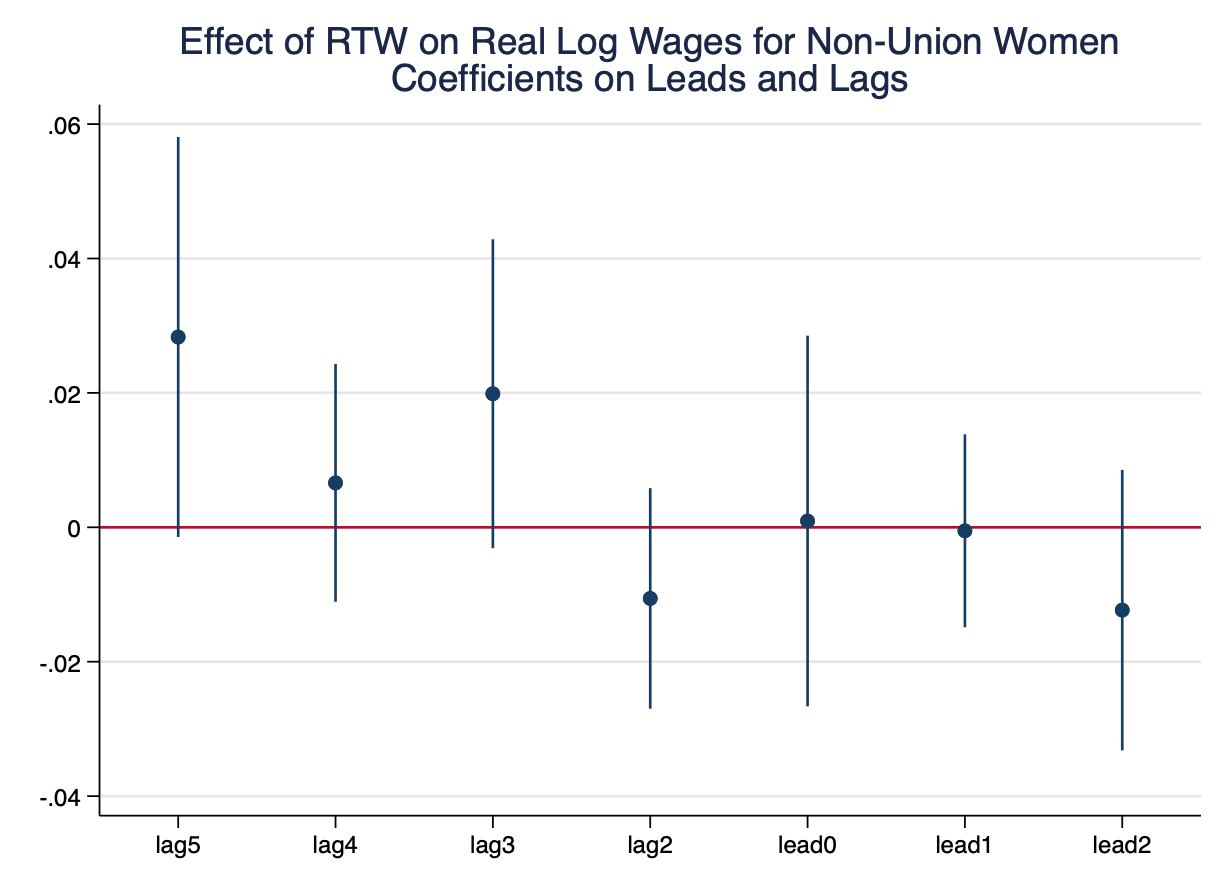 Effect of RTW on Real Log Wages for Non-Union Women
Coefficients on Leads and Lags
.06
.04
.02
0
-.02
-.04
lag5 lag4 lag3 lag2 lead0 lead1 lead2